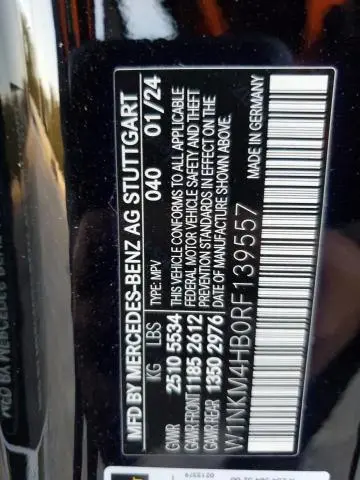 MFD BY MERCEDES-BENZ AG STUTTGART
KG LBS TYPE: MPV 040 01/24
GVWR 2510 5534 THIS VEHICLE CONFORMS TO ALL APPLICABLE
GAWR FRONT 1185 2612 FEDERAL MOTOR VEHICLE SAFETY AND THEFT
GAWR REAR 1350 2976 PREVENTION STANDARDS IN EFFECT ON THE
DATE OF MANUFACTURE SHOWN ABOVE.
W1NKM4HB0RF139557 MADE IN GERMANY